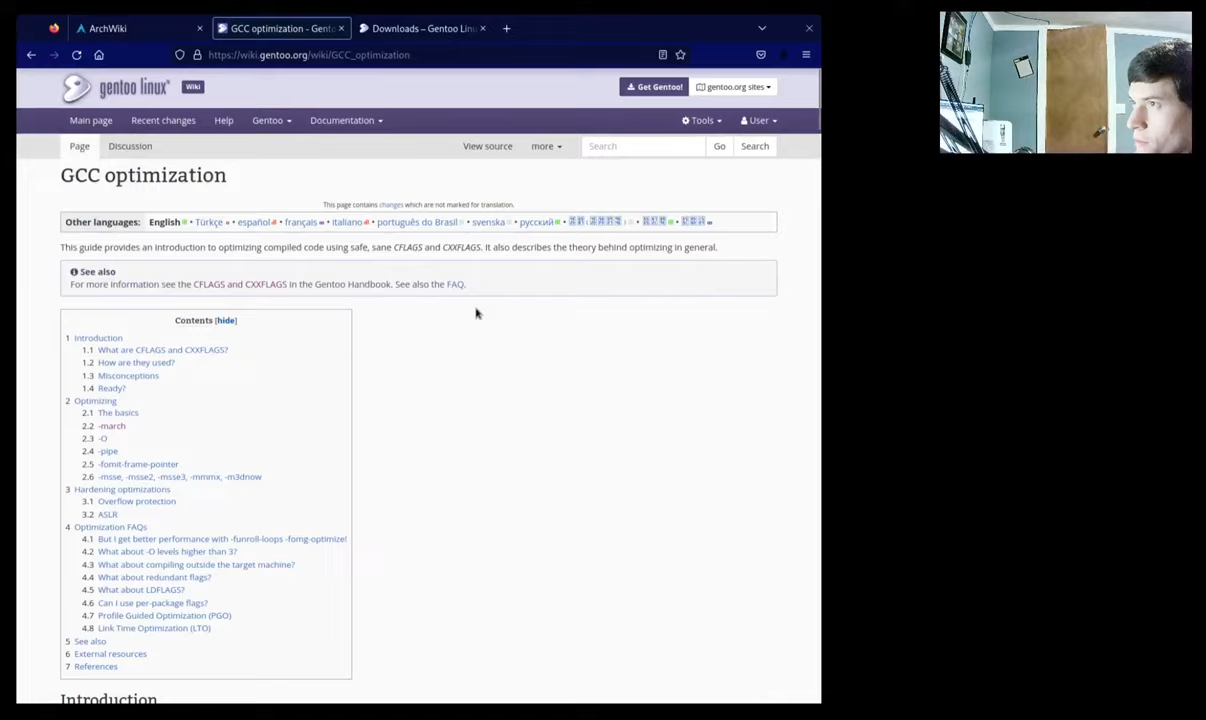 ArchWiki
GCC optimization - Gento
Downloads – Gentoo Linu
https://wiki.gentoo.org/wiki/GCC_optimization
gentoo linux
Wiki
Get Gentoo!
gentoo.org sites
Main page
Recent changes
Help
Gentoo
Documentation
Tools
User
Page
Discussion
View source
more
Search
Go
Search
GCC optimization
This page contains changes which are not marked for translation.
Other languages: English • Türkçe • español • français • italiano • português do Brasil • svenska • русский
This guide provides an introduction to optimizing compiled code using safe, sane CFLAGS and CXXFLAGS. It also describes the theory behind optimizing in general.
See also
For more information see the CFLAGS and CXXFLAGS in the Gentoo Handbook. See also the FAQ.
Contents [hide]
1 Introduction
1.1 What are CFLAGS and CXXFLAGS?
1.2 How are they used?
1.3 Misconceptions
1.4 Ready?
2 Optimizing
2.1 The basics
2.2 -march
2.3 -O
2.4 -pipe
2.5 -fomit-frame-pointer
2.6 -msse, -msse2, -msse3, -mmmx, -m3dnow
3 Hardening optimizations
3.1 Overflow protection
3.2 ASLR
4 Optimization FAQs
4.1 But I get better performance with -funroll-loops -fomg-optimize!
4.2 What about -O levels higher than 3?
4.3 What about compiling outside the target machine?
4.4 What about redundant flags?
4.5 What about LDFLAGS?
4.6 Can I use per-package flags?
4.7 Profile Guided Optimization (PGO)
4.8 Link Time Optimization (LTO)
5 See also
6 External resources
7 References
Introduction